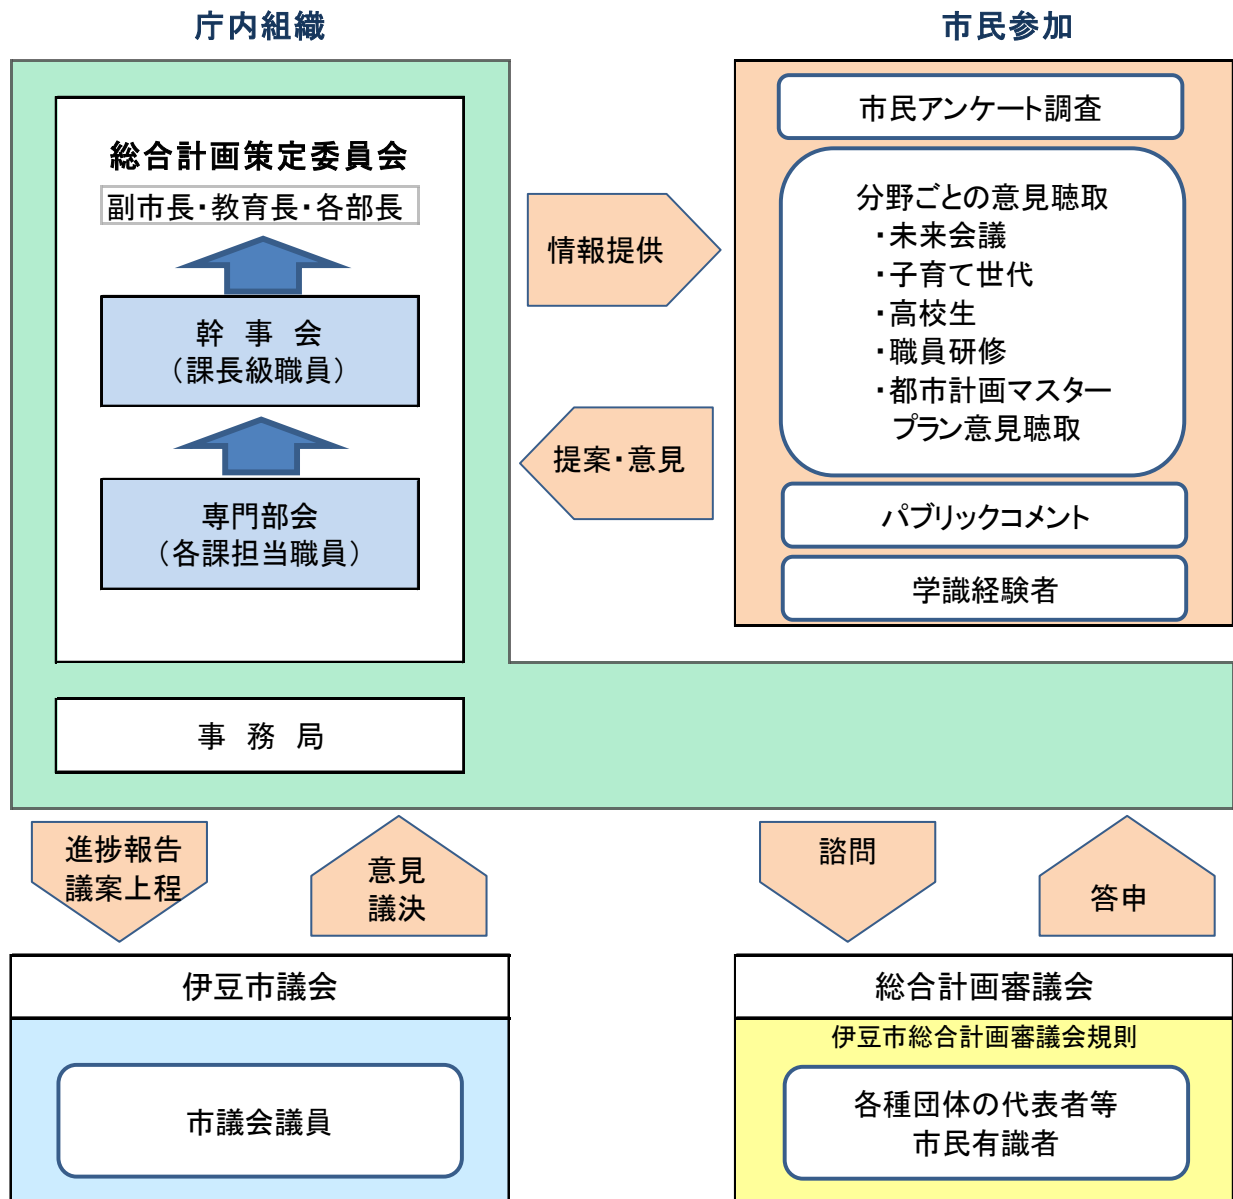 庁内組織
総合計画策定委員会
副市長・教育長・各部長
幹 事 会
（課長級職員）
専門部会
（各課担当職員）
事 務 局
情報提供
提案・意見
市民参加
市民アンケート調査
分野ごとの意見聴取
・未来会議
・子育て世代
・高校生
・職員研修
・都市計画マスター
プラン意見聴取
パブリックコメント
学識経験者
進捗報告
議案上程
意見
議決
諮問
答申
伊豆市議会
市議会議員
総合計画審議会
伊豆市総合計画審議会規則
各種団体の代表者等
市民有識者